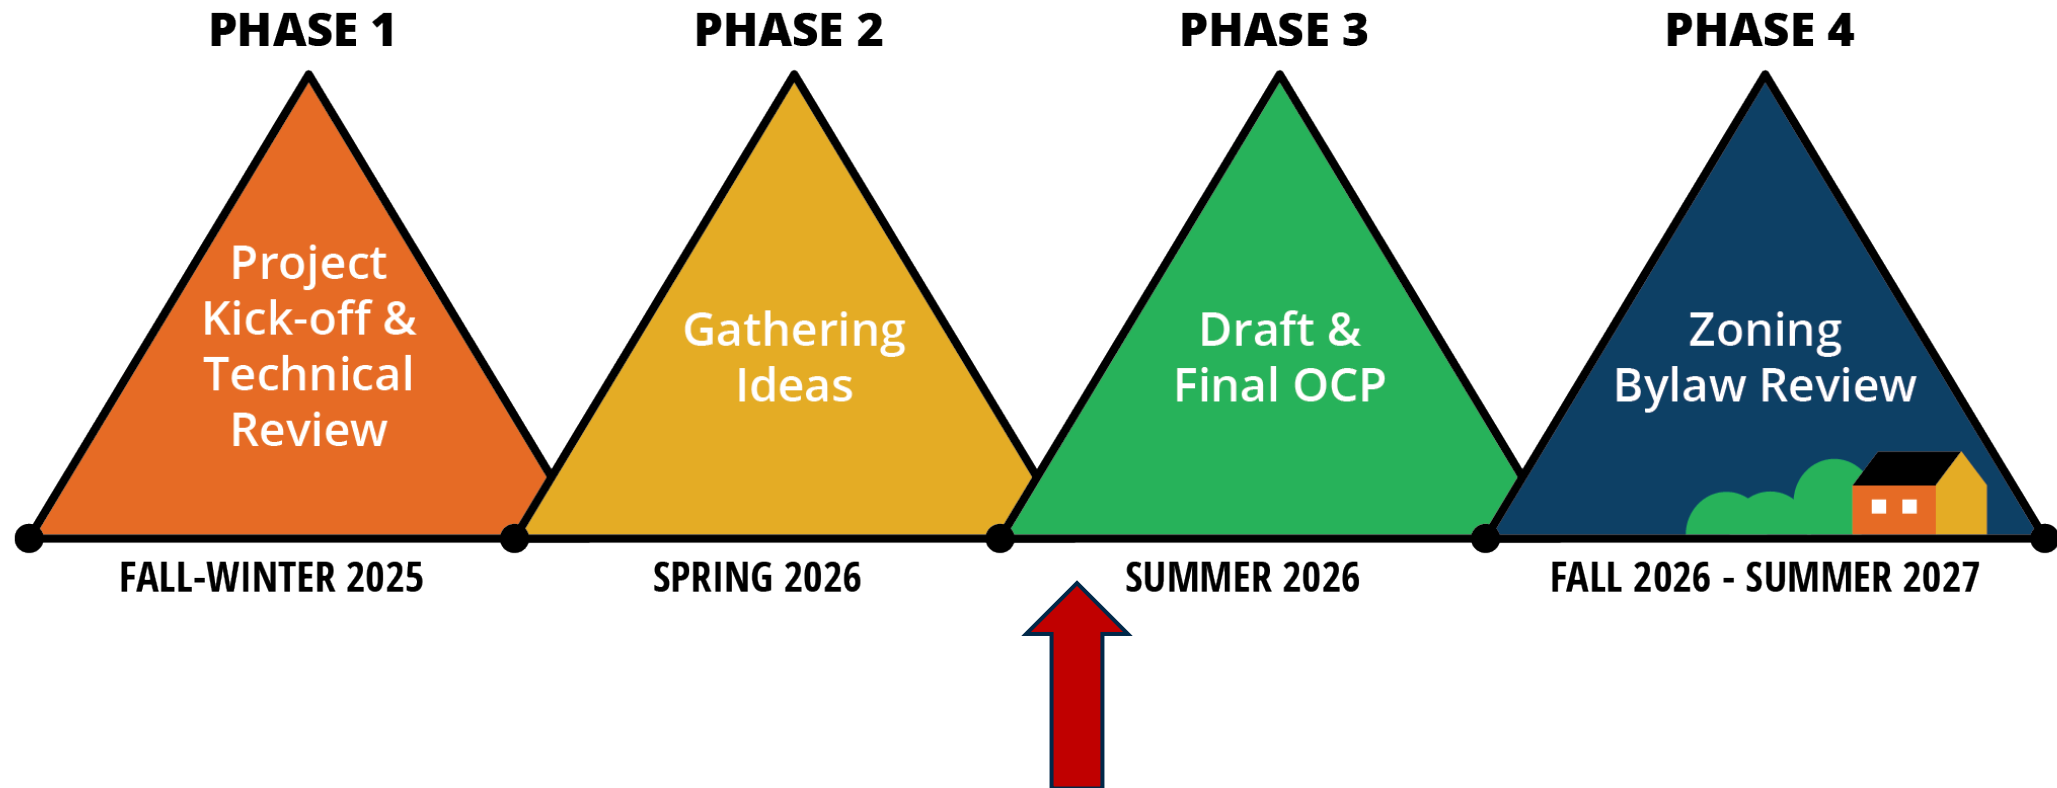 PHASE 1
PHASE 2
PHASE 3
PHASE 4
Project
Kick-off &
Technical
Review
Gathering
Ideas
Draft &
Final OCP
Zoning
Bylaw Review
FALL-WINTER 2025
SPRING 2026
SUMMER 2026
FALL 2026 - SUMMER 2027